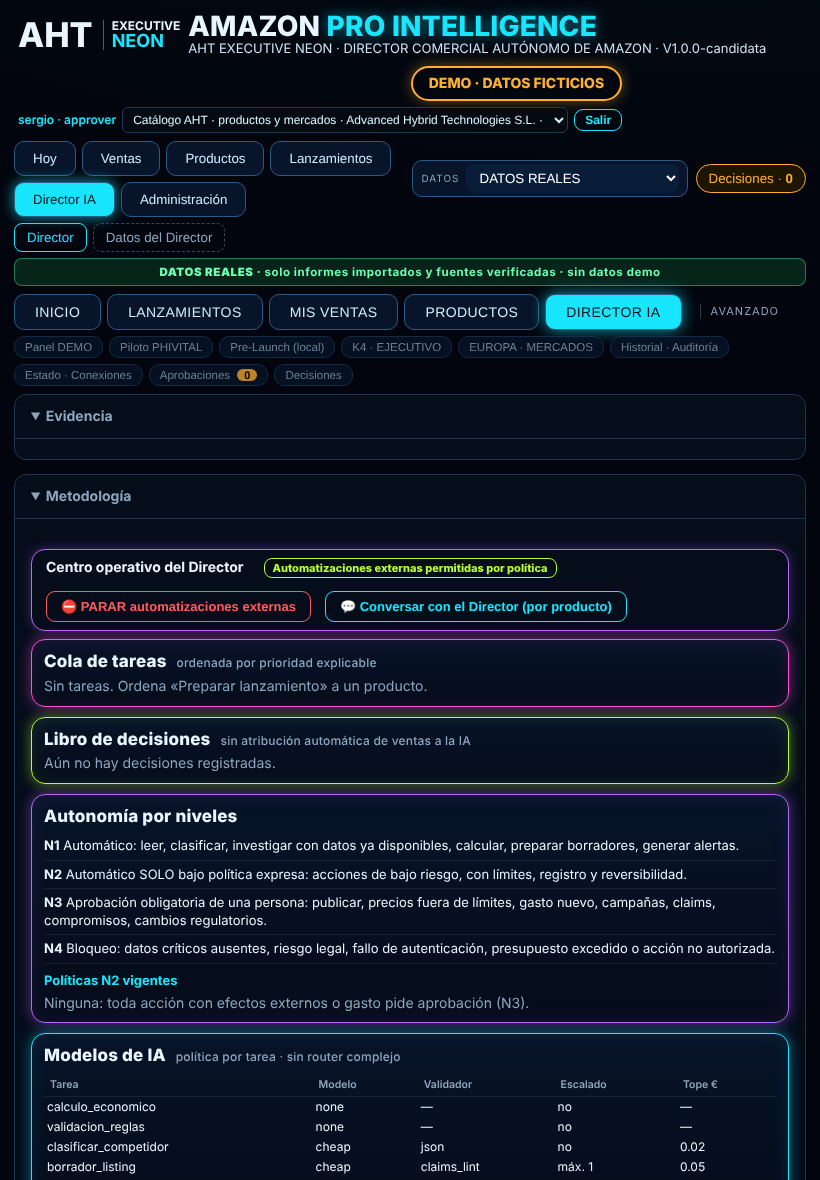 AHT EXECUTIVE NEON
AMAZON PRO INTELLIGENCE
AHT EXECUTIVE NEON · DIRECTOR COMERCIAL AUTÓNOMO DE AMAZON · V1.0.0-candidata
DEMO · DATOS FICTICIOS
sergio · approver Catálogo AHT · productos y mercados · Advanced Hybrid Technologies S.L. · Salir
Hoy Ventas Productos Lanzamientos
DATOS DATOS REALES Decisiones · 0
Director IA Administración
Director Datos del Director
DATOS REALES · solo informes importados y fuentes verificadas · sin datos demo
INICIO LANZAMIENTOS MIS VENTAS PRODUCTOS DIRECTOR IA AVANZADO
Panel DEMO Piloto PHIVITAL Pre-Launch (local) K4 · EJECUTIVO EUROPA · MERCADOS Historial · Auditoría
Estado · Conexiones Aprobaciones 0 Decisiones
▼ Evidencia
▼ Metodología
Centro operativo del Director Automatizaciones externas permitidas por política
⛔ PARAR automatizaciones externas 💬 Conversar con el Director (por producto)
Cola de tareas ordenada por prioridad explicable
Sin tareas. Ordena «Preparar lanzamiento» a un producto.
Libro de decisiones sin atribución automática de ventas a la IA
Aún no hay decisiones registradas.
Autonomía por niveles
N1 Automático: leer, clasificar, investigar con datos ya disponibles, calcular, preparar borradores, generar alertas.
N2 Automático SOLO bajo política expresa: acciones de bajo riesgo, con límites, registro y reversibilidad.
N3 Aprobación obligatoria de una persona: publicar, precios fuera de límites, gasto nuevo, campañas, claims,
compromisos, cambios regulatorios.
N4 Bloqueo: datos críticos ausentes, riesgo legal, fallo de autenticación, presupuesto excedido o acción no autorizada.
Políticas N2 vigentes
Ninguna: toda acción con efectos externos o gasto pide aprobación (N3).
Modelos de IA política por tarea · sin router complejo
Tarea Modelo Validador Escalado Tope €
calculo_economico none — no —
validacion_reglas none — no —
clasificar_competidor cheap json no 0.02
borrador_listing cheap claims_lint máx. 1 0.05